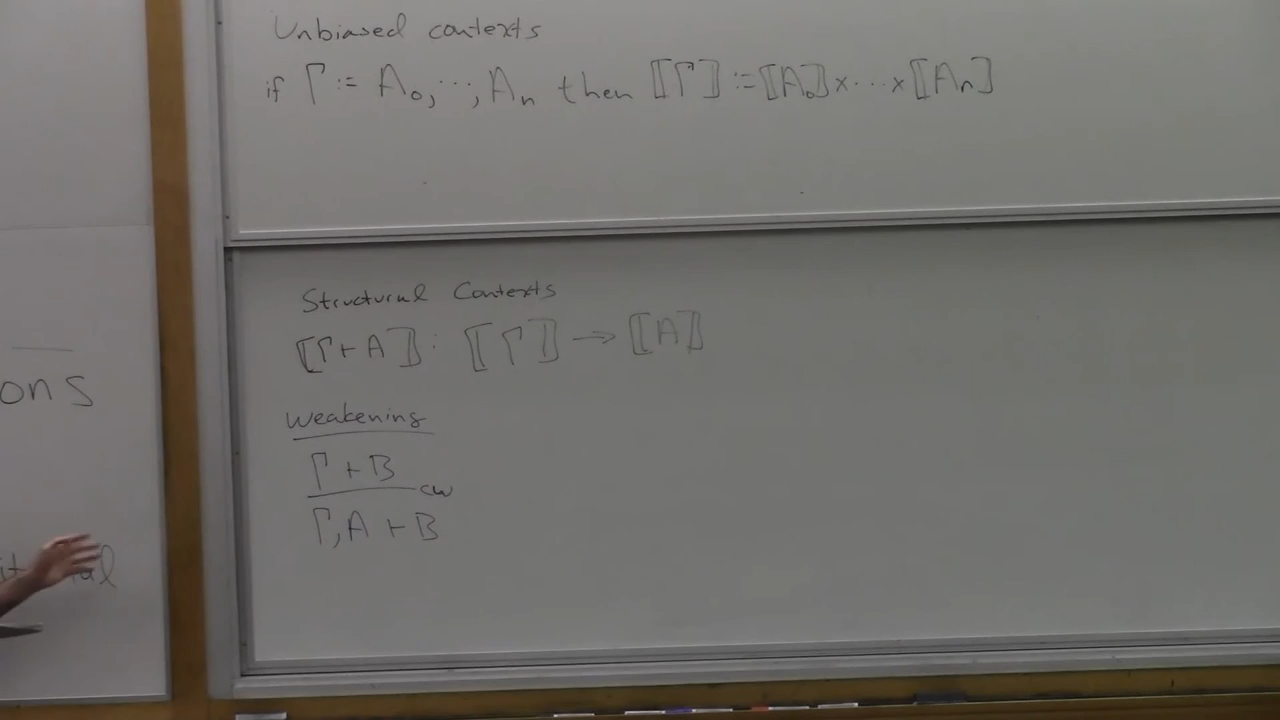 Unbiased contexts
if Γ := A₀, ⋯, Aₙ then ⟦Γ⟧ := ⟦A₀⟧ × ⋯ × ⟦Aₙ⟧
Structural Contexts
⟦Γ ⊢ A⟧ : ⟦Γ⟧ → ⟦A⟧
Weakening
Γ ⊢ B
cw
Γ, A ⊢ B
ons